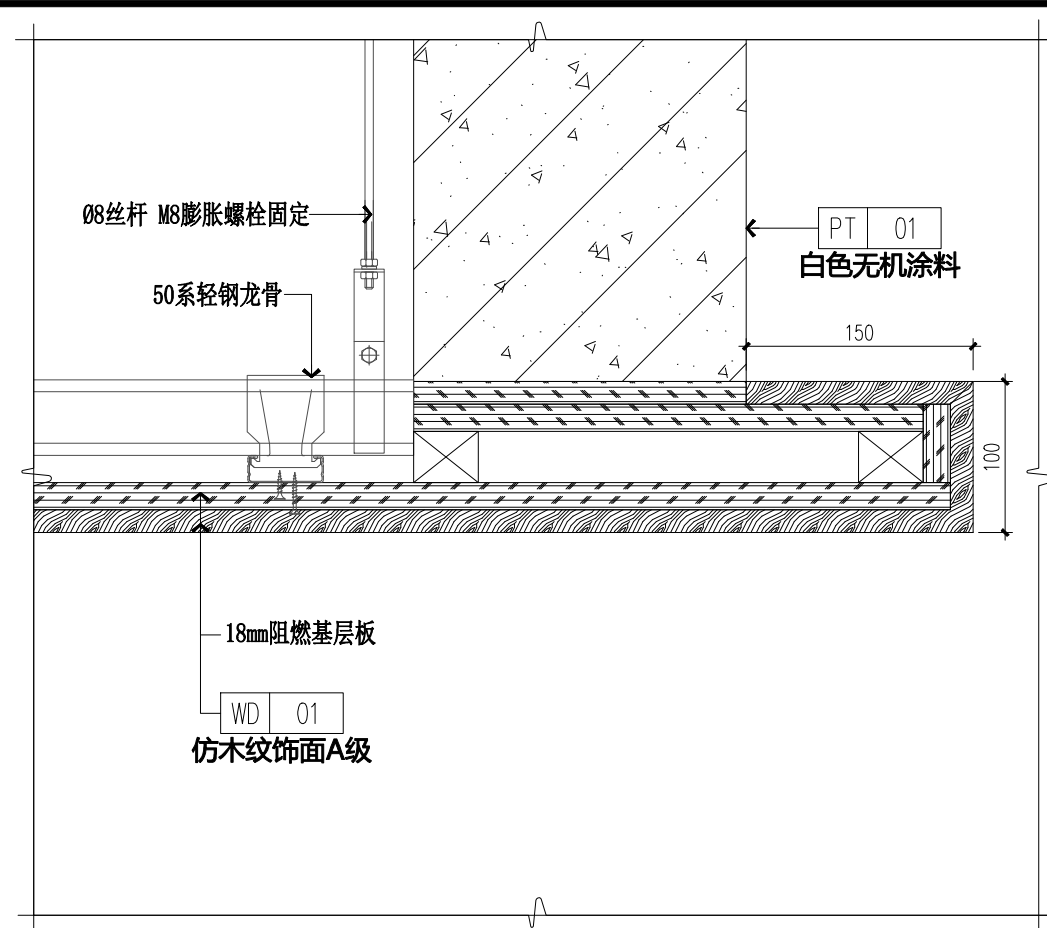 Ø8丝杆 M8膨胀螺栓固定
PT 01
白色无机涂料
50系轻钢龙骨
150
100
18mm阻燃基层板
WD 01
仿木纹饰面A级